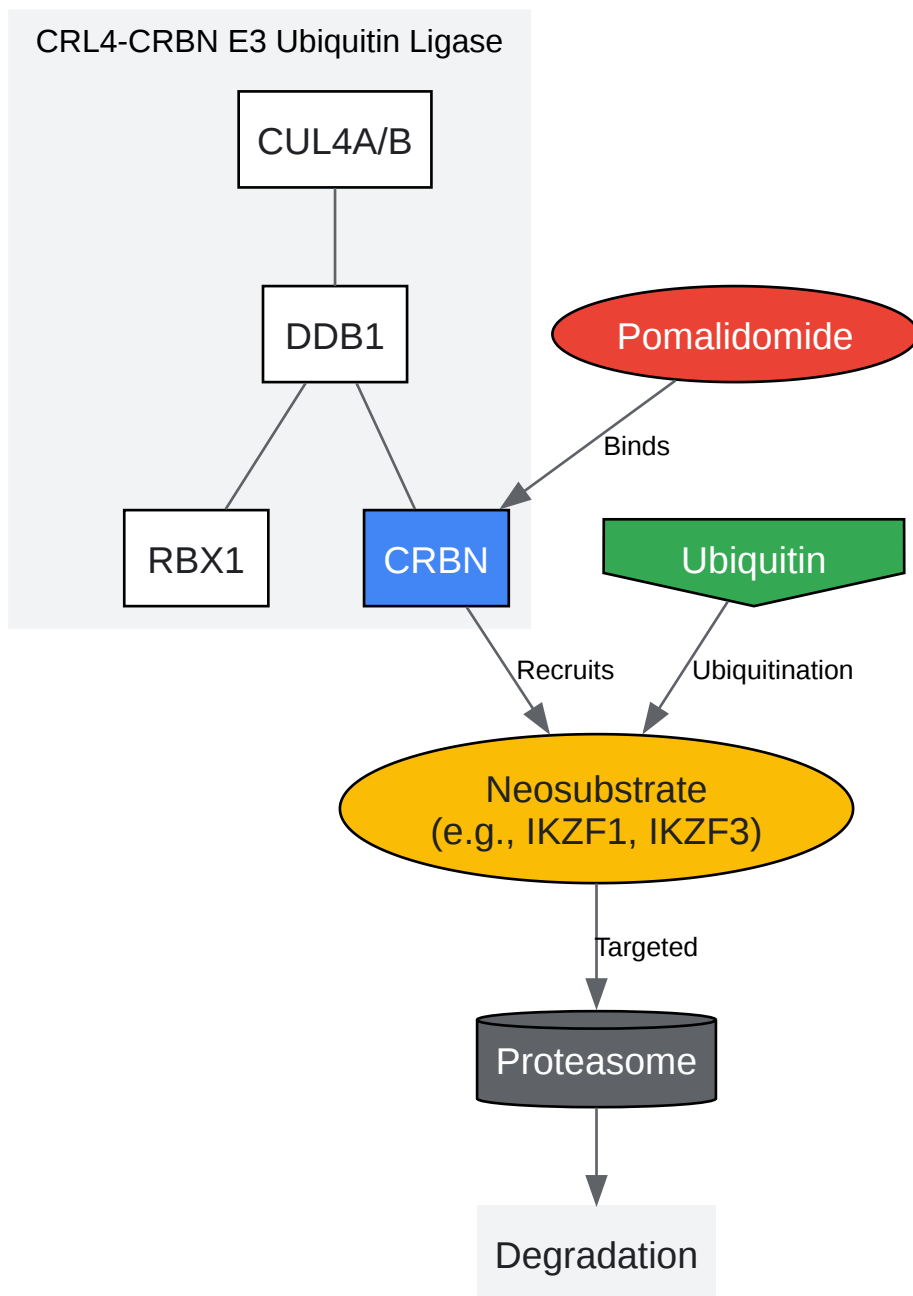 CRL4-CRBN E3 Ubiquitin Ligase
CUL4A/B
DDB1
Pomalidomide
Binds
RBX1
CRBN
Ubiquitin
Recruits
Ubiquitination
Neosubstrate
(e.g., IKZF1, IKZF3)
Targeted
Proteasome
Degradation